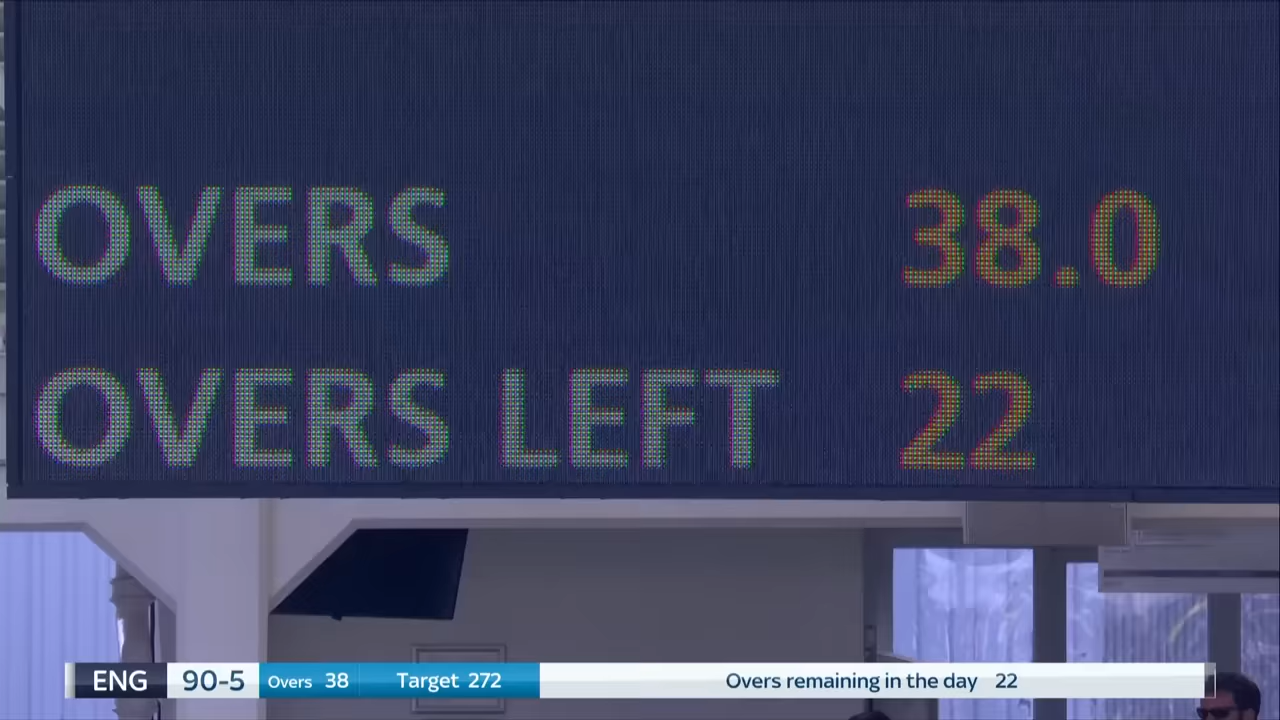 OVERS 38.0
OVERS LEFT 22
ENG 90-5 Overs 38 Target 272 Overs remaining in the day 22